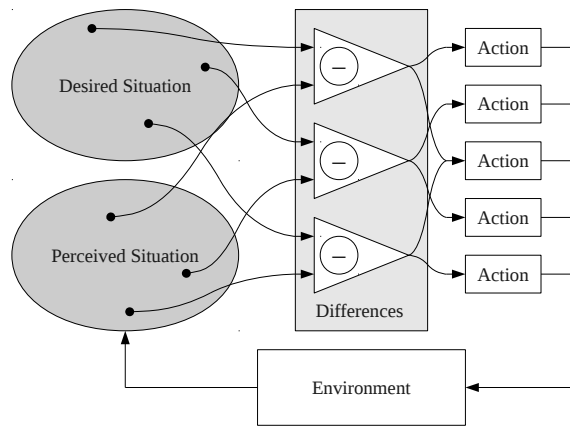 Desired Situation
Perceived Situation
−
−
−
Differences
Action
Action
Action
Action
Action
Environment